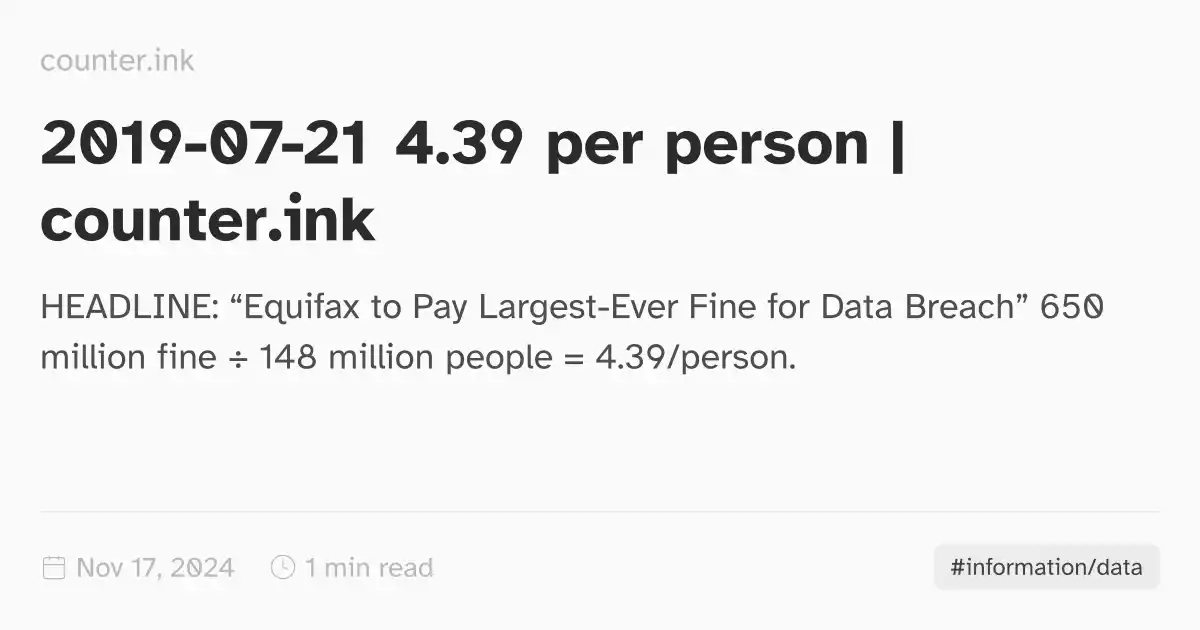 counter.ink
2019-07-21 4.39 per person |
counter.ink
HEADLINE: “Equifax to Pay Largest-Ever Fine for Data Breach” 650
million fine ÷ 148 million people = 4.39/person.
Nov 17, 2024 1 min read #information/data